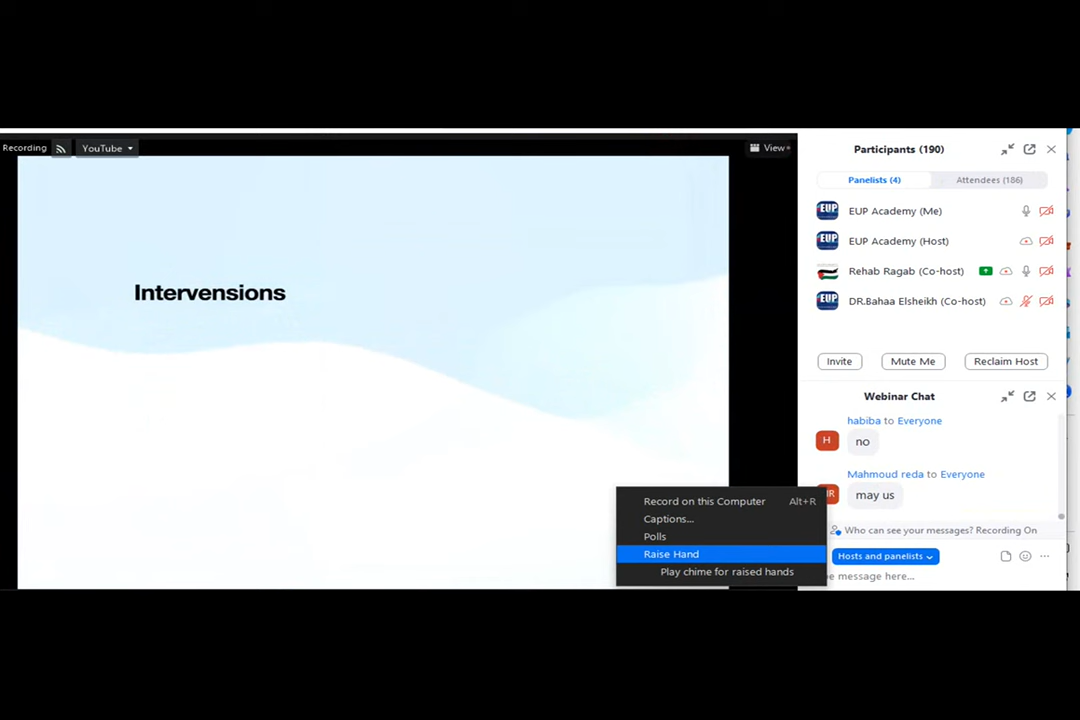 Recording
YouTube
View
Intervensions
Participants (190)
Panelists (4)
Attendees (186)
EUP
EUP Academy (Me)
EUP
EUP Academy (Host)
Rehab Ragab (Co-host)
EUP
DR.Bahaa Elsheikh (Co-host)
Invite
Mute Me
Reclaim Host
Webinar Chat
habiba to Everyone
H
no
Mahmoud reda to Everyone
may us
Who can see your messages? Recording On
Hosts and panelists
message here...
Record on this Computer Alt+R
Captions...
Polls
Raise Hand
Play chime for raised hands